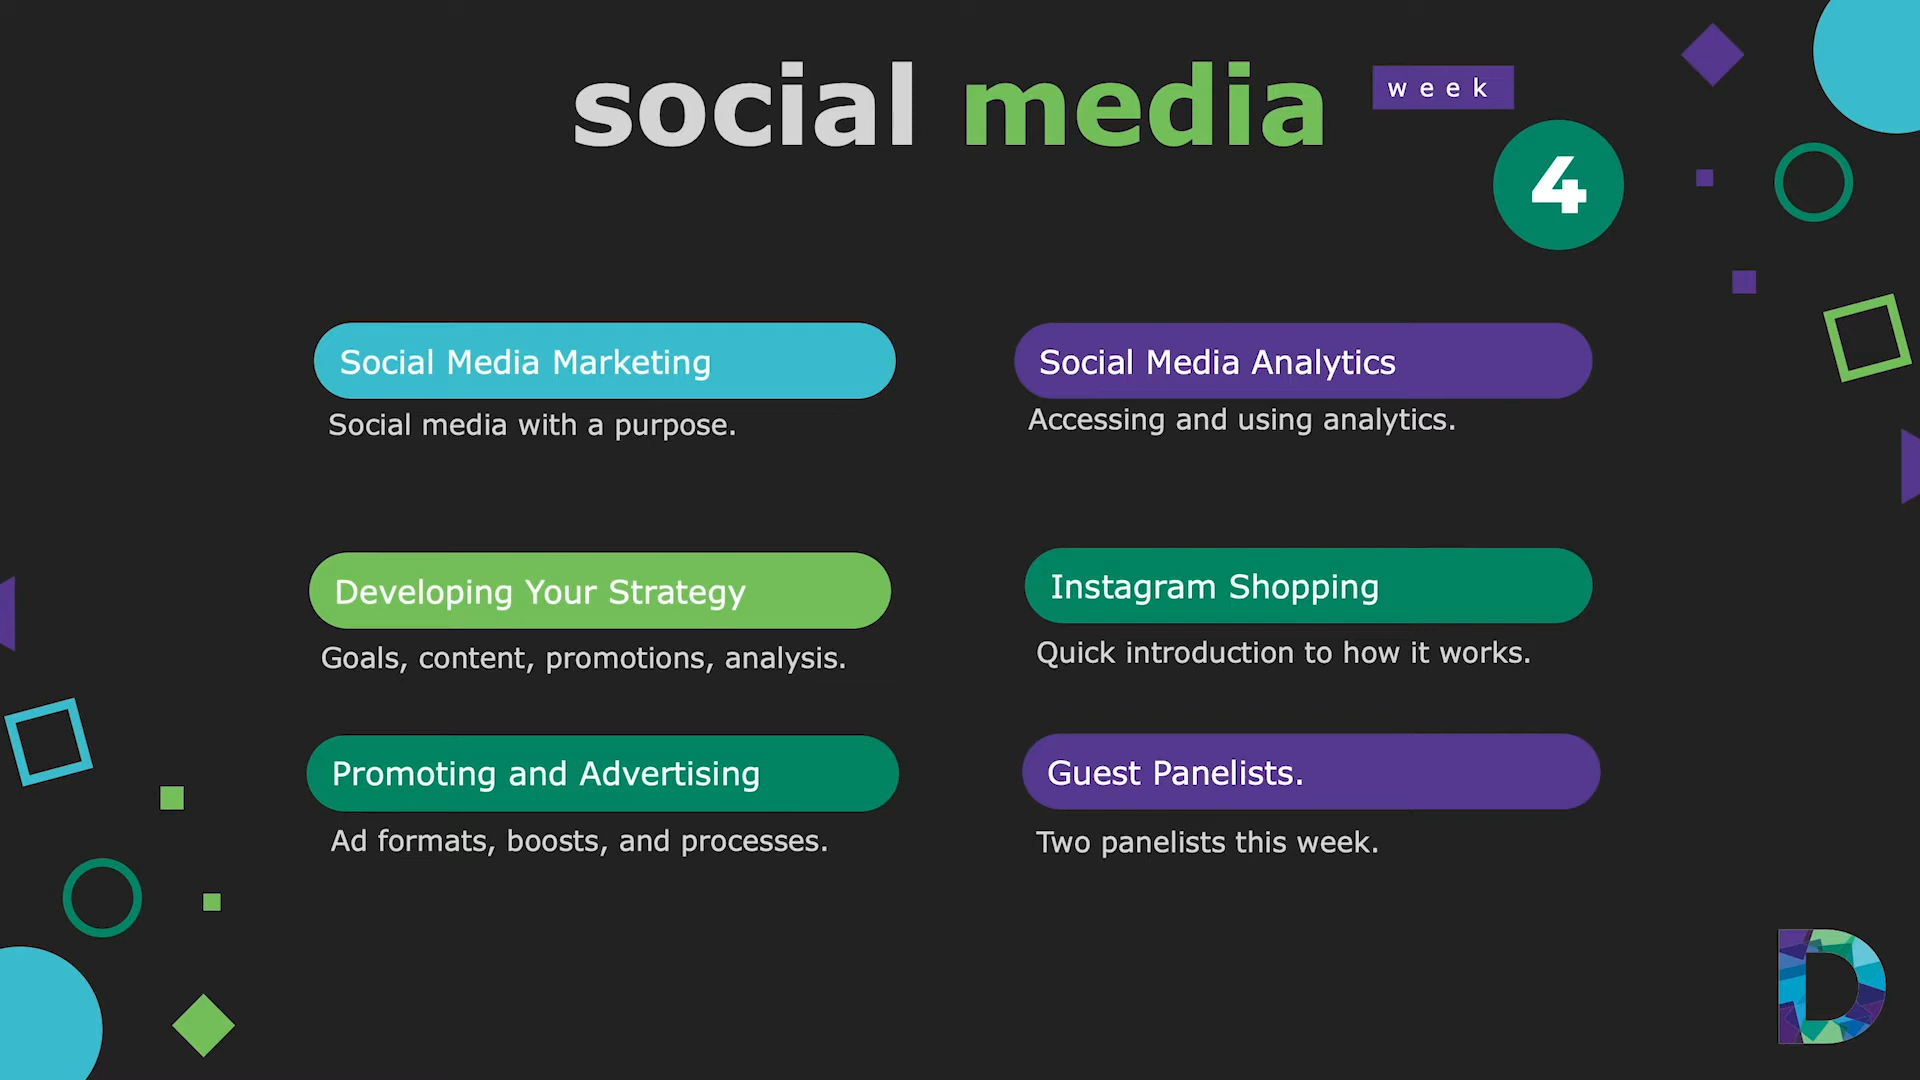 social media
week
4
Social Media Marketing
Social media with a purpose.
Developing Your Strategy
Goals, content, promotions, analysis.
Promoting and Advertising
Ad formats, boosts, and processes.
Social Media Analytics
Accessing and using analytics.
Instagram Shopping
Quick introduction to how it works.
Guest Panelists.
Two panelists this week.
D